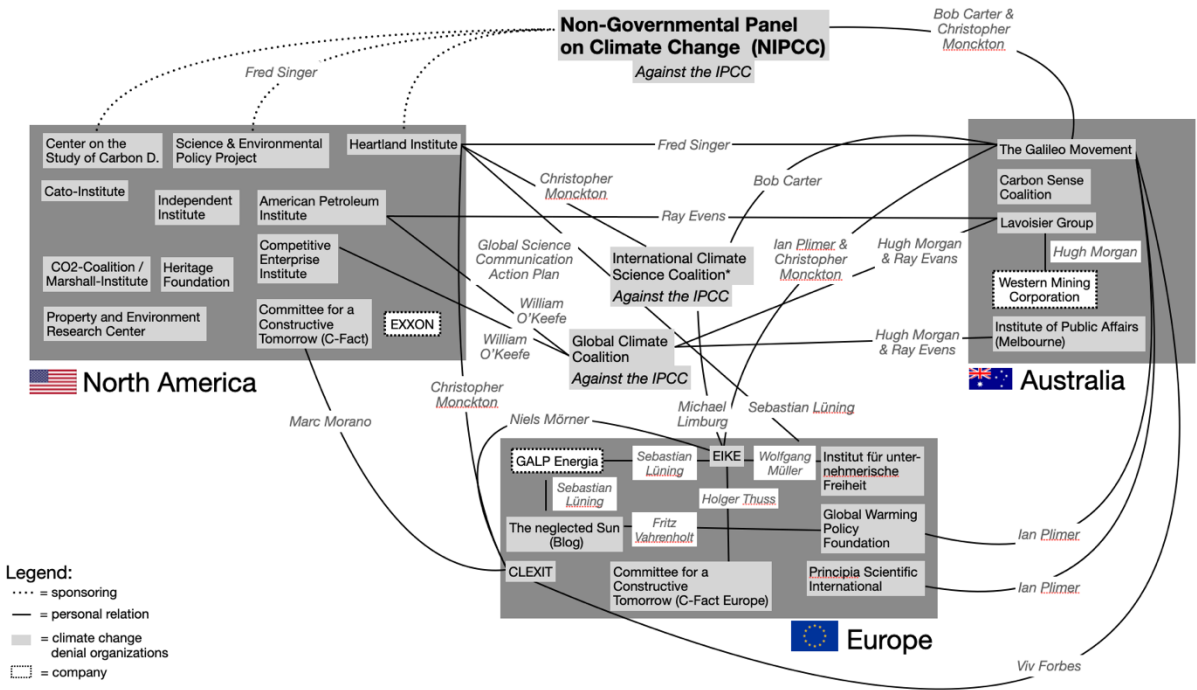 Non-Governmental Panel
on Climate Change (NIPCC)
Against the IPCC
Bob Carter &
Christopher
Monckton
Fred Singer
Center on the
Study of Carbon D.
Science & Environmental
Policy Project
Heartland Institute
Cato-Institute
Independent
Institute
American Petroleum
Institute
Competitive
Enterprise
Institute
CO2-Coalition /
Marshall-Institute
Heritage
Foundation
Property and Environment
Research Center
Committee for a
Constructive
Tomorrow (C-Fact)
EXXON
North America
Fred Singer
Christopher
Monckton
Bob Carter
Ray Evens
Global Science
Communication
Action Plan
International Climate
Science Coalition*
Against the IPCC
Ian Plimer &
Christopher
Monckton
Hugh Morgan
& Ray Evans
William
O'Keefe
William
O'Keefe
Global Climate
Coalition
Against the IPCC
Hugh Morgan
& Ray Evens
The Galileo Movement
Carbon Sense
Coalition
Lavoisier Group
Hugh Morgan
Western Mining
Corporation
Institute of Public Affairs
(Melbourne)
Australia
Marc Morano
Christopher
Monckton
Niels Mörner
Michael
Limburg
Sebastian Lüning
GALP Energia
Sebastian
Lüning
EIKE
Wolfgang
Müller
Institut für unter-
nehmerische
Freiheit
Sebastian
Lüning
Holger Thuss
The neglected Sun
(Blog)
Fritz
Vahrenholt
Global Warming
Policy
Foundation
CLEXIT
Committee for a
Constructive
Tomorrow (C-Fact Europe)
Principia Scientific
International
Ian Plimer
Ian Plimer
Europe
Viv Forbes
Legend:
= sponsoring
= personal relation
= climate change
denial organizations
= company